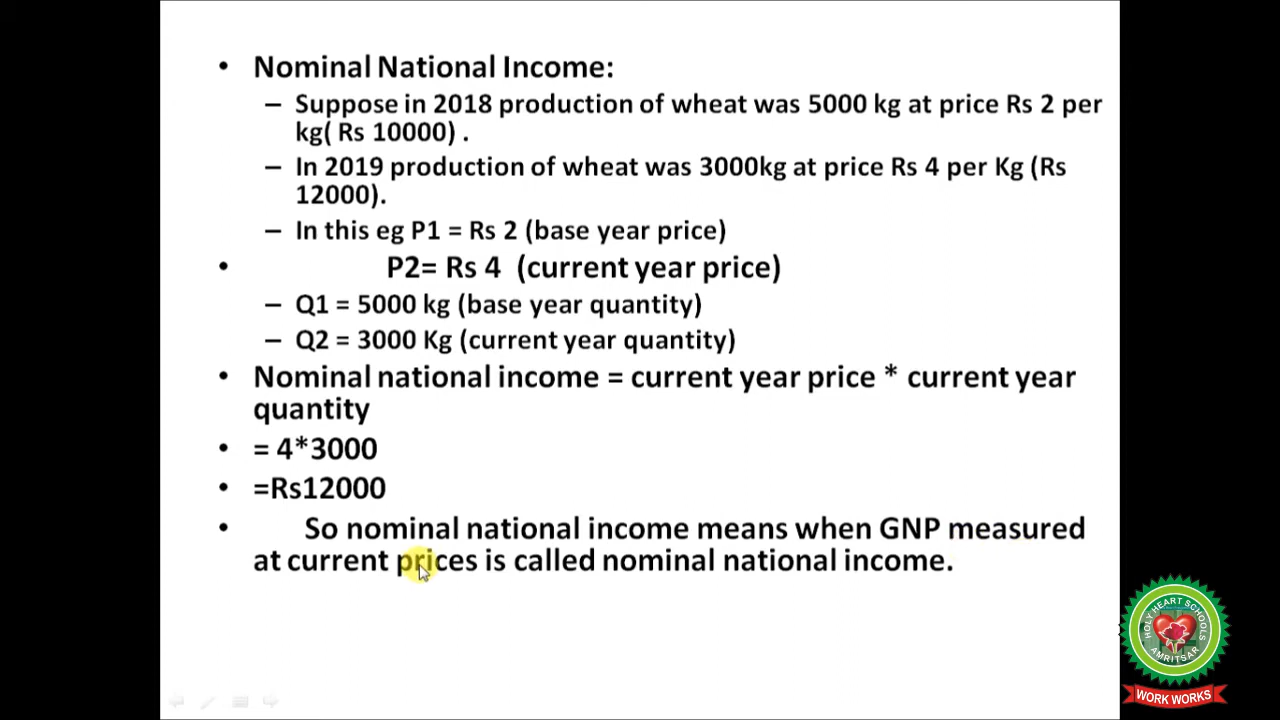 • Nominal National Income:
– Suppose in 2018 production of wheat was 5000 kg at price Rs 2 per
kg( Rs 10000) .
– In 2019 production of wheat was 3000kg at price Rs 4 per Kg (Rs
12000).
– In this eg P1 = Rs 2 (base year price)
• P2= Rs 4 (current year price)
– Q1 = 5000 kg (base year quantity)
– Q2 = 3000 Kg (current year quantity)
• Nominal national income = current year price * current year
quantity
• = 4*3000
• =Rs12000
• So nominal national income means when GNP measured
at current prices is called nominal national income.
HOLY HEART SCHOOLS
AMRITSAR
WORK WORKS